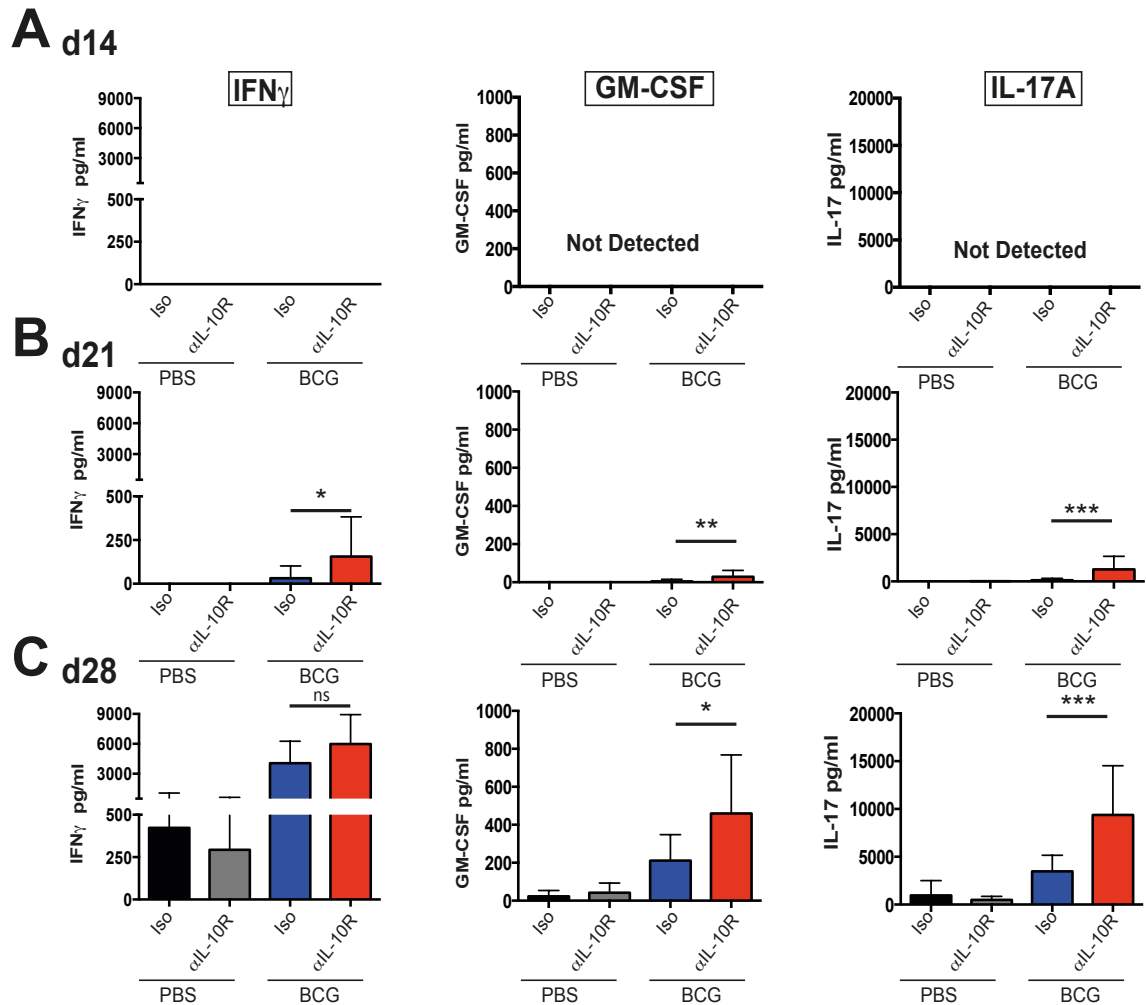 A d14
IFNγ
GM-CSF
IL-17A
IFNγ pg/ml
9000
6000
3000
500
250
0
Iso
αIL-10R
Iso
αIL-10R
PBS
BCG
GM-CSF pg/ml
1000
800
600
400
200
0
Not Detected
Iso
αIL-10R
Iso
αIL-10R
PBS
BCG
IL-17 pg/ml
20000
15000
10000
5000
0
Not Detected
Iso
αIL-10R
Iso
αIL-10R
PBS
BCG
B d21
IFNγ pg/ml
9000
6000
3000
500
250
0
*
Iso
αIL-10R
Iso
αIL-10R
PBS
BCG
GM-CSF pg/ml
1000
800
600
400
200
0
**
Iso
αIL-10R
Iso
αIL-10R
PBS
BCG
IL-17 pg/ml
20000
15000
10000
5000
0
***
Iso
αIL-10R
Iso
αIL-10R
PBS
BCG
C d28
IFNγ pg/ml
9000
6000
3000
500
250
0
ns
Iso
αIL-10R
Iso
αIL-10R
PBS
BCG
GM-CSF pg/ml
1000
800
600
400
200
0
*
Iso
αIL-10R
Iso
αIL-10R
PBS
BCG
IL-17 pg/ml
20000
15000
10000
5000
0
***
Iso
αIL-10R
Iso
αIL-10R
PBS
BCG